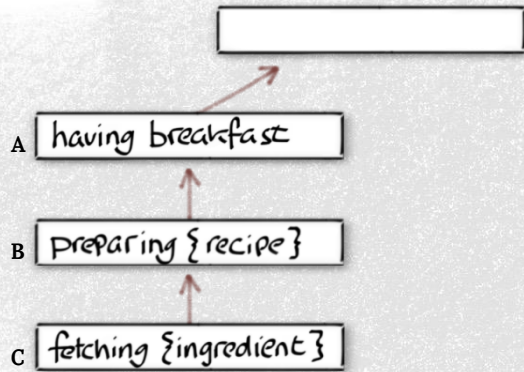 A having breakfast
B preparing {recipe}
C fetching {ingredient}